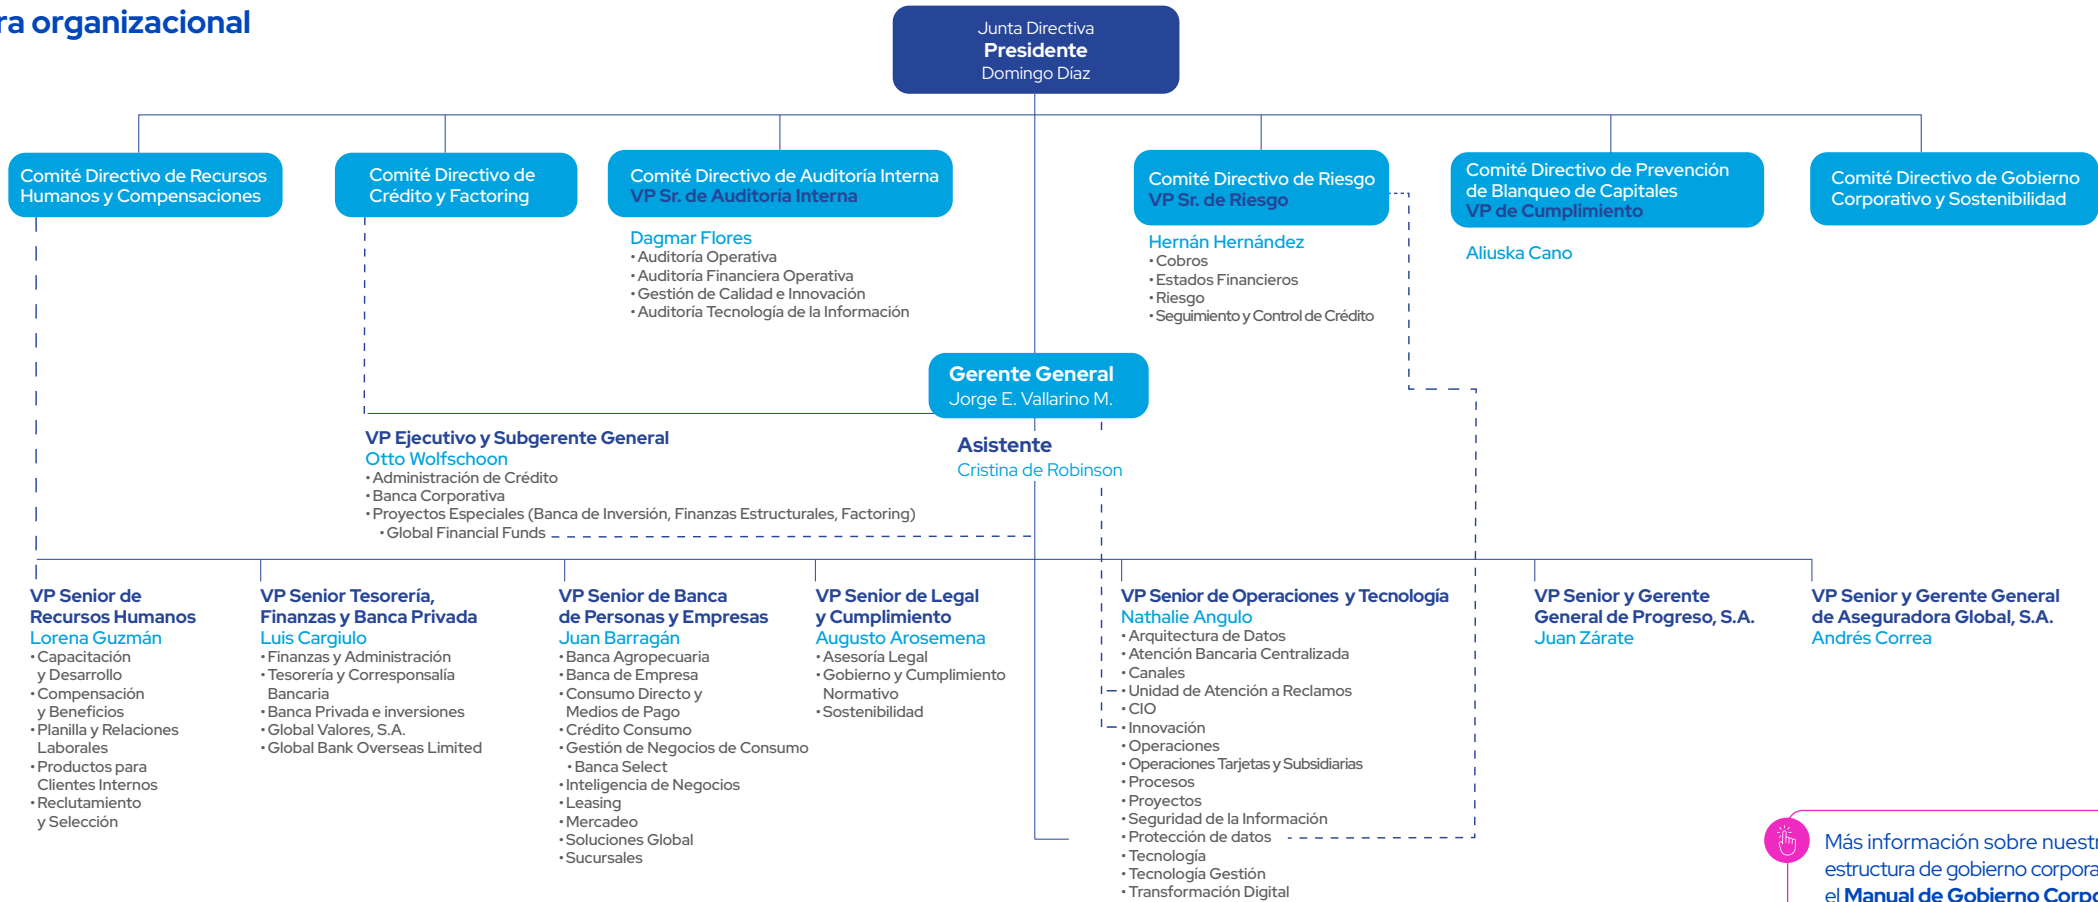 organizacional
Junta Directiva
Presidente
Domingo Díaz
Comité Directivo de Recursos
Humanos y Compensaciones
Comité Directivo de
Crédito y Factoring
Comité Directivo de Auditoría Interna
VP Sr. de Auditoría Interna
Dagmar Flores
• Auditoría Operativa
• Auditoría Financiera Operativa
• Gestión de Calidad e Innovación
• Auditoría Tecnología de la Información
Comité Directivo de Riesgo
VP Sr. de Riesgo
Hernán Hernández
• Cobros
• Estados Financieros
• Riesgo
• Seguimiento y Control de Crédito
Comité Directivo de Prevención
de Blanqueo de Capitales
VP de Cumplimiento
Aliuska Cano
Comité Directivo de Gobierno
Corporativo y Sostenibilidad
Gerente General
Jorge E. Vallarino M.
Asistente
Cristina de Robinson
VP Ejecutivo y Subgerente General
Otto Wolfschoon
• Administración de Crédito
• Banca Corporativa
• Proyectos Especiales (Banca de Inversión, Finanzas Estructurales, Factoring)
• Global Financial Funds
VP Senior de
Recursos Humanos
Lorena Guzmán
• Capacitación
y Desarrollo
• Compensación
y Beneficios
• Planilla y Relaciones
Laborales
• Productos para
Clientes Internos
• Reclutamiento
y Selección
VP Senior Tesorería,
Finanzas y Banca Privada
Luis Cargiulo
• Finanzas y Administración
• Tesorería y Corresponsalía
Bancaria
• Banca Privada e inversiones
• Global Valores, S.A.
• Global Bank Overseas Limited
VP Senior de Banca
de Personas y Empresas
Juan Barragán
• Banca Agropecuaria
• Banca de Empresa
• Consumo Directo y
Medios de Pago
• Crédito Consumo
• Gestión de Negocios de Consumo
• Banca Select
• Inteligencia de Negocios
• Leasing
• Mercadeo
• Soluciones Global
• Sucursales
VP Senior de Legal
y Cumplimiento
Augusto Arosemena
• Asesoría Legal
• Gobierno y Cumplimiento
Normativo
• Sostenibilidad
VP Senior de Operaciones y Tecnología
Nathalie Angulo
• Arquitectura de Datos
• Atención Bancaria Centralizada
• Canales
• Unidad de Atención a Reclamos
• CIO
• Innovación
• Operaciones
• Operaciones Tarjetas y Subsidiarias
• Procesos
• Proyectos
• Seguridad de la Información
• Protección de datos
• Tecnología
• Tecnología Gestión
• Transformación Digital
VP Senior y Gerente
General de Progreso, S.A.
Juan Zárate
VP Senior y Gerente General
de Aseguradora Global, S.A.
Andrés Correa
Más información sobre
estructura de gobierno
el Manual de Gobierno